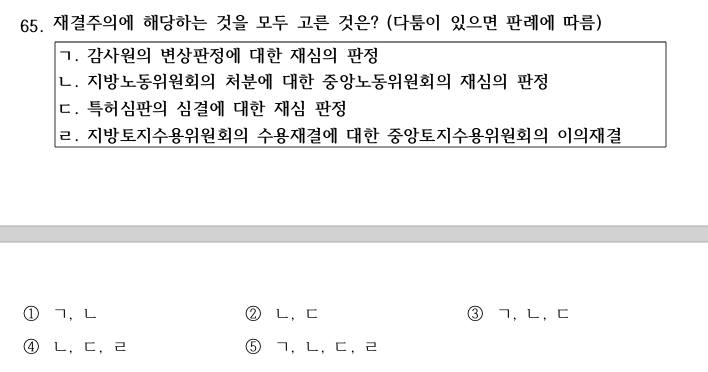 65. 재결주의에 해당하는 것을 모두 고른 것은? (다툼이 있으면 판례에 따름)
ㄱ. 감사원의 변상판정에 대한 재심의 판정
ㄴ. 지방노동위원회의 처분에 대한 중앙노동위원회의 재심의 판정
ㄷ. 특허심판의 심결에 대한 재심 판정
ㄹ. 지방토지수용위원회의 수용재결에 대한 중앙토지수용위원회의 이의재결
① ㄱ, ㄴ ② ㄴ, ㄷ ③ ㄱ, ㄴ, ㄷ
④ ㄴ, ㄷ, ㄹ ⑤ ㄱ, ㄴ, ㄷ, ㄹ